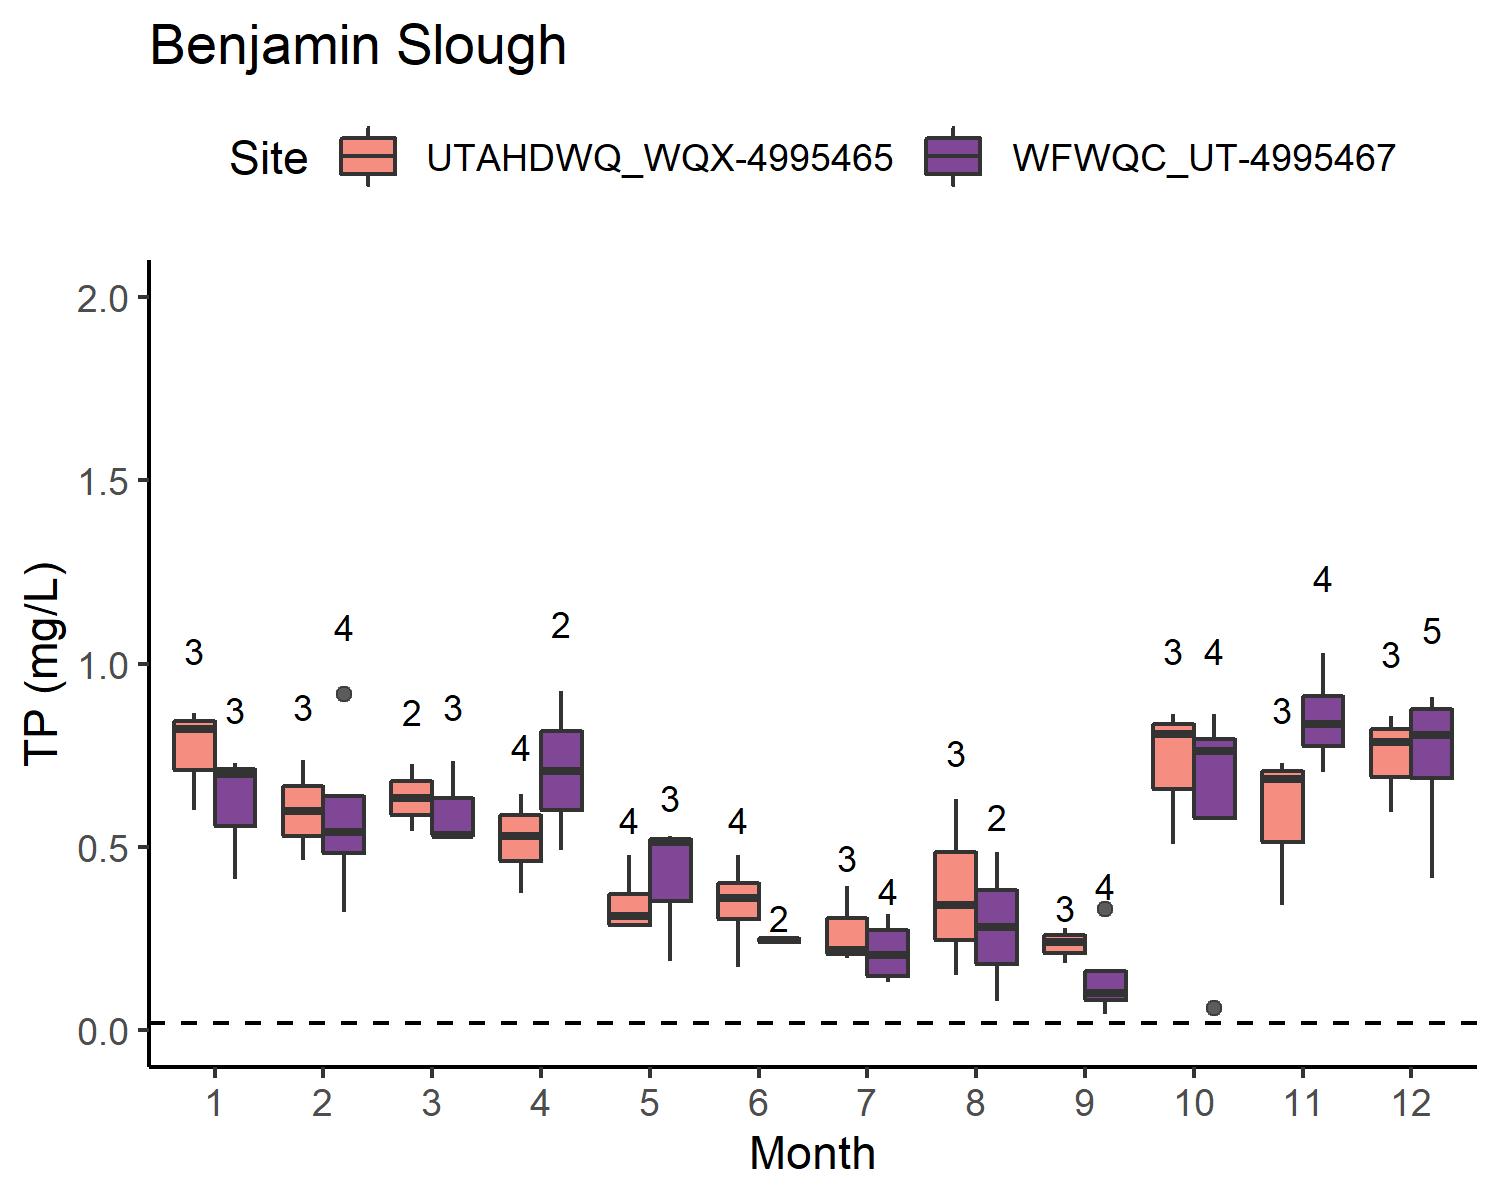 Benjamin Slough
Site UTAHDWQ_WQX-4995465 WFWQC_UT-4995467
TP (mg/L)
2.0
1.5
1.0
0.5
0.0
3 3 3 4 2 3 4 2 4 3 4 2 3 4 3 2 3 4 3 4 3 4 3 5
1 2 3 4 5 6 7 8 9 10 11 12
Month